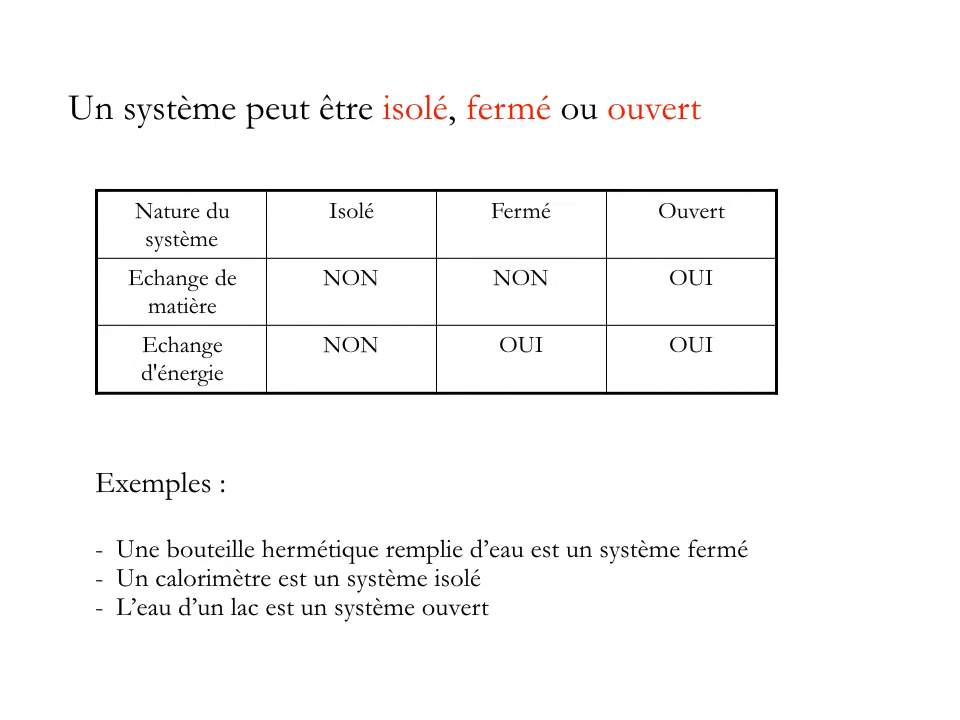 Un système peut être isolé, fermé ou ouvert
Nature du système Isolé Fermé Ouvert
Echange de matière NON NON OUI
Echange d'énergie NON OUI OUI
Exemples :
- Une bouteille hermétique remplie d’eau est un système fermé
- Un calorimètre est un système isolé
- L’eau d’un lac est un système ouvert